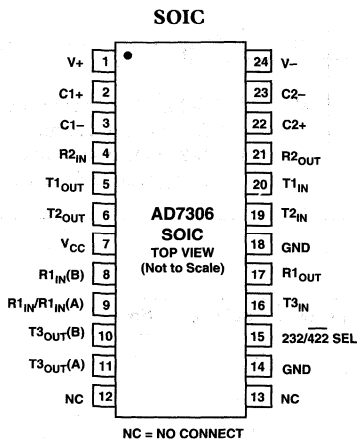 SOIC
V+ 1 24 V–
C1+ 2 23 C2–
C1– 3 22 C2+
R2IN 4 21 R2OUT
T1OUT 5 20 T1IN
T2OUT 6 19 T2IN
VCC 7 18 GND
R1IN(B) 8 17 R1OUT
R1IN/R1IN(A) 9 16 T3IN
T3OUT(B) 10 15 232/4̅2̅2̅ SEL
T3OUT(A) 11 14 GND
NC 12 13 NC
AD7306
SOIC
TOP VIEW
(Not to Scale)
NC = NO CONNECT